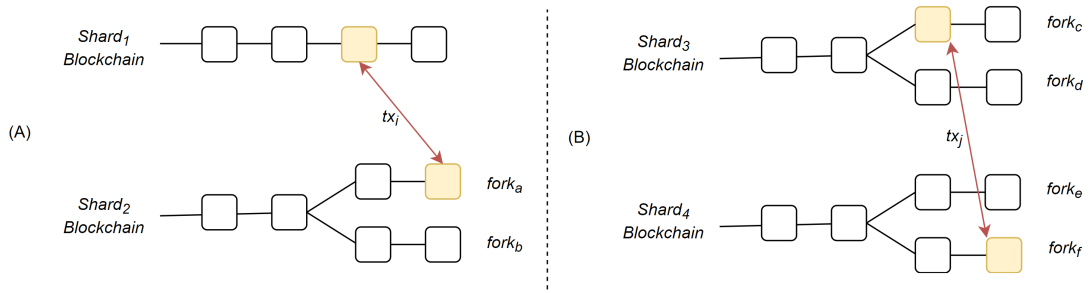 Shard1
Blockchain
(A)
txi
Shard2
Blockchain
forka
forkb
(B)
Shard3
Blockchain
forkc
forkd
txj
Shard4
Blockchain
forke
forkf